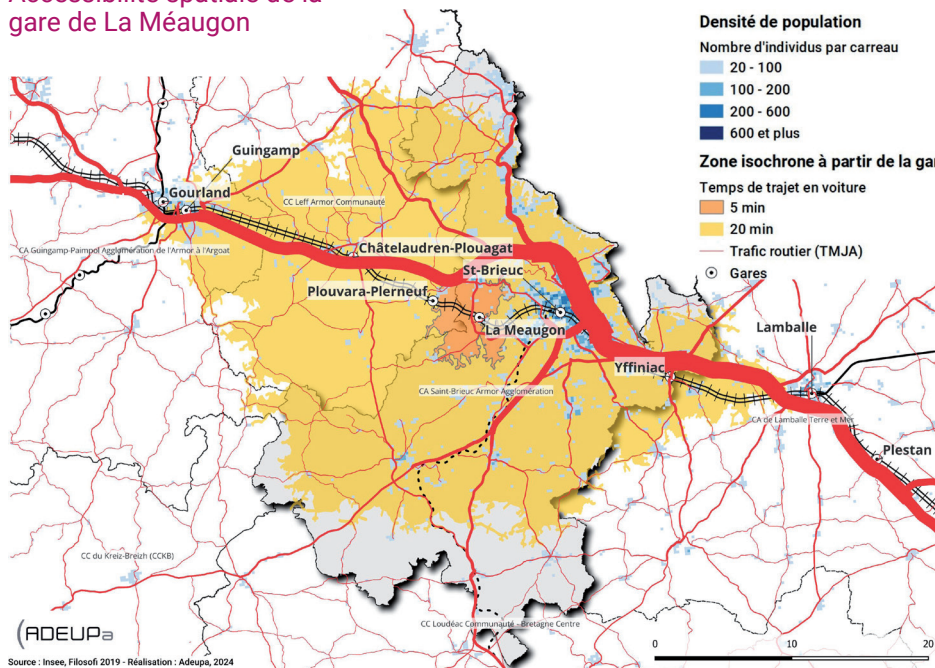 gare de La Méaugon
Densité de population
Nombre d'individus par carreau
20 - 100
100 - 200
200 - 600
600 et plus
Zone isochrone à partir de la gar
Temps de trajet en voiture
5 min
20 min
Trafic routier (TMJA)
Gares
Guingamp
Gourland
CC Leff Armor Communauté
CA Guingamp-Paimpol Agglomération de l'Armor à l'Argoat
Châtelaudren-Plouagat
St-Brieuc
Plouvara-Plerneuf
La Meaugon
Lamballe
Yffiniac
CA Saint-Brieuc Armor Agglomération
CA de Lamballe Terre et Mer
Plestan
CC du Kreiz-Breizh (CCKB)
CC Loudéac Communauté - Bretagne Centre
ADEUPa
0 10 20
Source : Insee, Filosofi 2019 - Réalisation : Adeupa, 2024